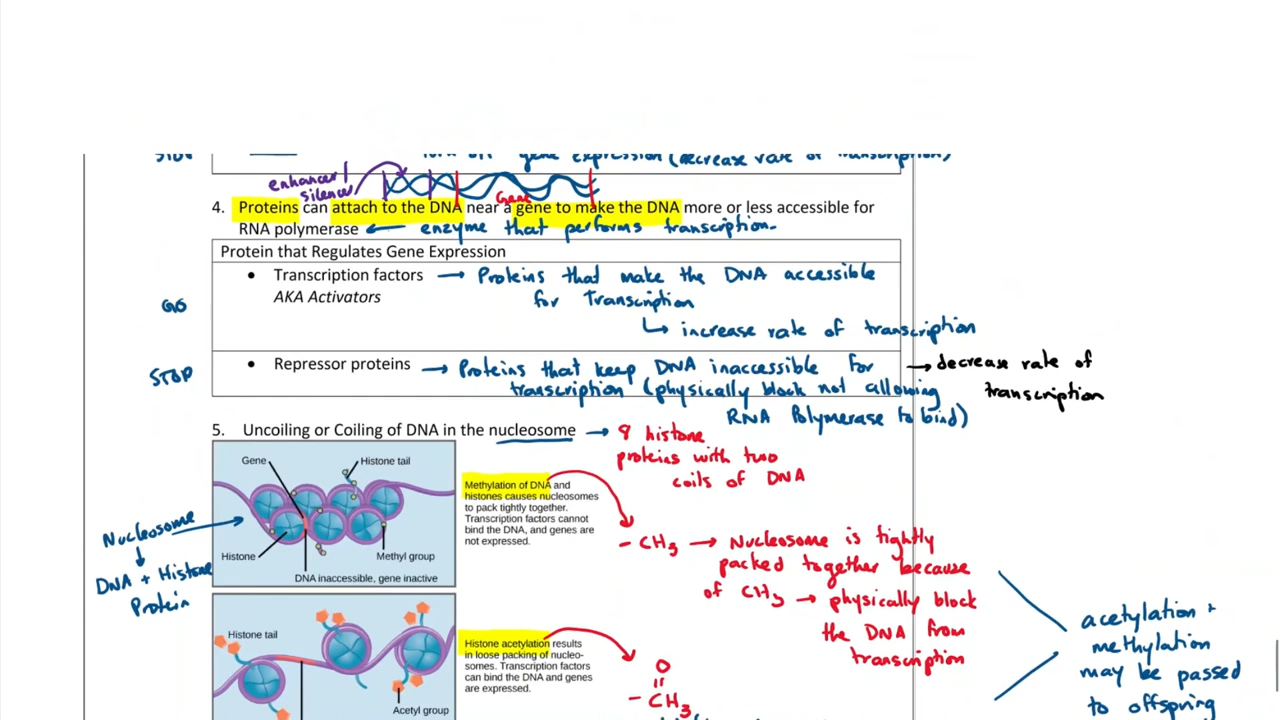 turn off gene expression (decrease rate of transcription)
enhancer/
silencer
Gene
4. Proteins can attach to the DNA near a gene to make the DNA more or less accessible for
RNA polymerase ← enzyme that performs transcription.
Protein that Regulates Gene Expression
• Transcription factors → Proteins that make the DNA accessible
AKA Activators for Transcription
GO
↳ increase rate of transcription
STOP
• Repressor proteins → Proteins that keep DNA inaccessible for → decrease rate of
transcription (physically block not allowing transcription
RNA Polymerase to bind)
5. Uncoiling or Coiling of DNA in the nucleosome → 8 histone
proteins with two
coils of DNA
Gene
Histone tail
Histone
Methyl group
DNA inaccessible, gene inactive
Nucleosome
↓
DNA + Histone
Protein
Methylation of DNA and
histones causes nucleosomes
to pack tightly together.
Transcription factors cannot
bind the DNA, and genes are
not expressed.
- CH3 → Nucleosome is tightly
packed together because
of CH3 → physically block
the DNA from
transcription
Histone tail
Acetyl group
Histone acetylation results
in loose packing of nucleo-
somes. Transcription factors
can bind the DNA and genes
are expressed.
O
- CH3
acetylation +
methylation
may be passed
to offspring